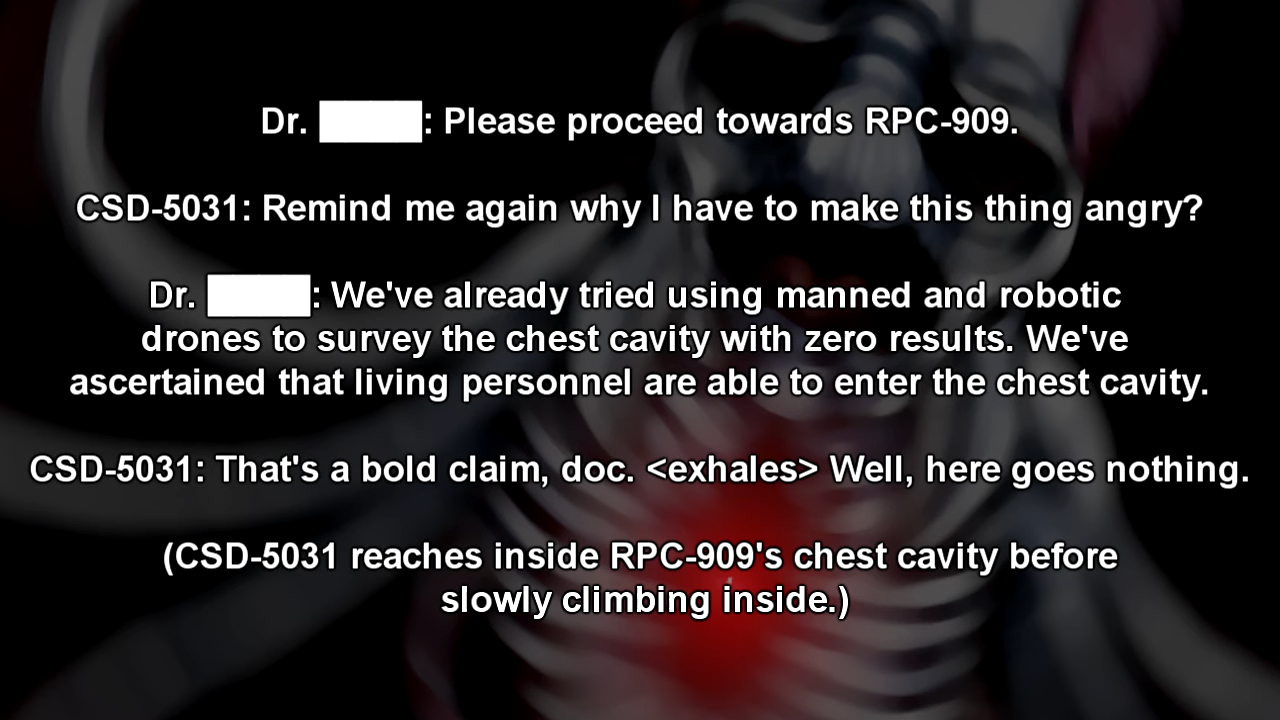 Dr. : Please proceed towards RPC-909.
CSD-5031: Remind me again why I have to make this thing angry?
Dr. : We've already tried using manned and robotic
drones to survey the chest cavity with zero results. We've
ascertained that living personnel are able to enter the chest cavity.
CSD-5031: That's a bold claim, doc. <exhales> Well, here goes nothing.
(CSD-5031 reaches inside RPC-909's chest cavity before
slowly climbing inside.)